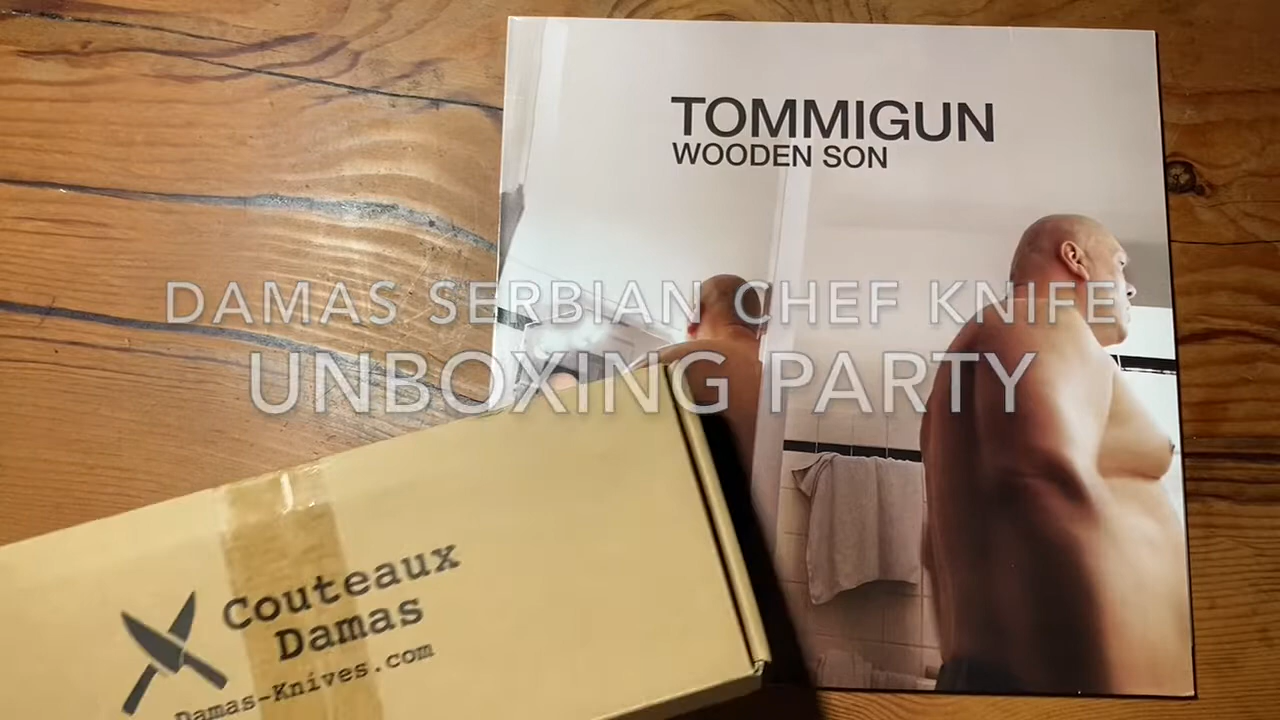 TOMMIGUN
WOODEN SON
DAMAS SERBIAN CHEF KNIFE
UNBOXING PARTY
Couteaux
Damas
Damas-Knives.com